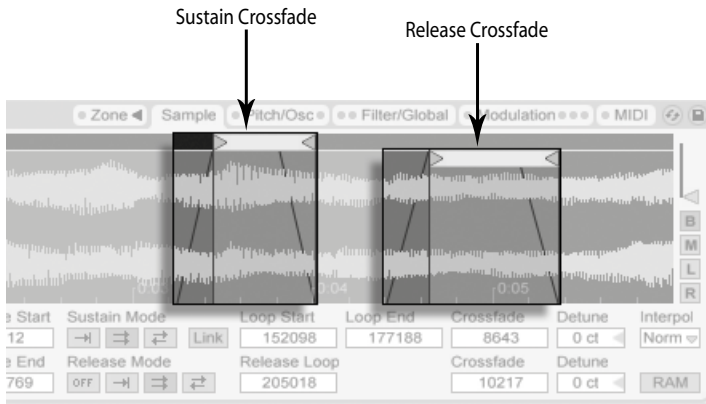 Sustain Crossfade
Release Crossfade
Zone Sample Pitch/Osc Filter/Global Modulation MIDI
B
M
L
R
0:04 0:05
e Start Sustain Mode Loop Start Loop End Crossfade Detune Interpol
12 Link 152098 177188 8643 0 ct Norm
e End Release Mode Release Loop Crossfade Detune
769 OFF 205018 10217 0 ct RAM